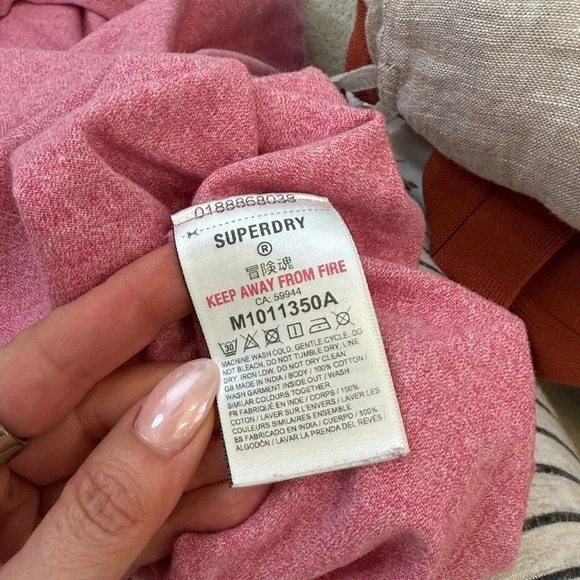 0188868038
SUPERDRY
®
冒険魂
KEEP AWAY FROM FIRE
CA: 59944
M1011350A
30
MACHINE WASH COLD, GENTLE CYCLE. DO
NOT BLEACH. DO NOT TUMBLE DRY, LINE
DRY. IRON LOW. DO NOT DRY CLEAN
GB MADE IN INDIA / BODY / 100% COTTON /
WASH GARMENT INSIDE OUT / WASH
SIMILAR COLOURS TOGETHER
FR FABRIQUÉ EN INDE / CORPS / 100%
COTON / LAVER SUR L'ENVERS / LAVER LES
COULEURS SIMILAIRES ENSEMBLE
ES FABRICADO EN INDIA / CUERPO / 100%
ALGODÓN / LAVAR LA PRENDA DEL REVÉS /